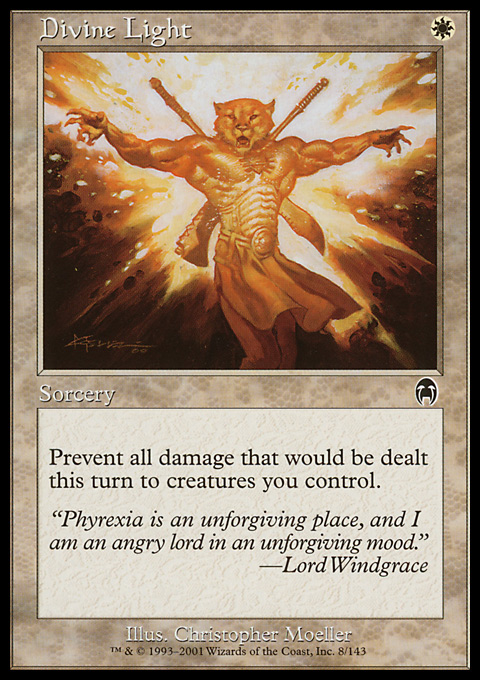 Divine Light
Sorcery
Prevent all damage that would be dealt
this turn to creatures you control.
“Phyrexia is an unforgiving place, and I
am an angry lord in an unforgiving mood.”
—Lord Windgrace
Illus. Christopher Moeller
™ & © 1993–2001 Wizards of the Coast, Inc. 8/143